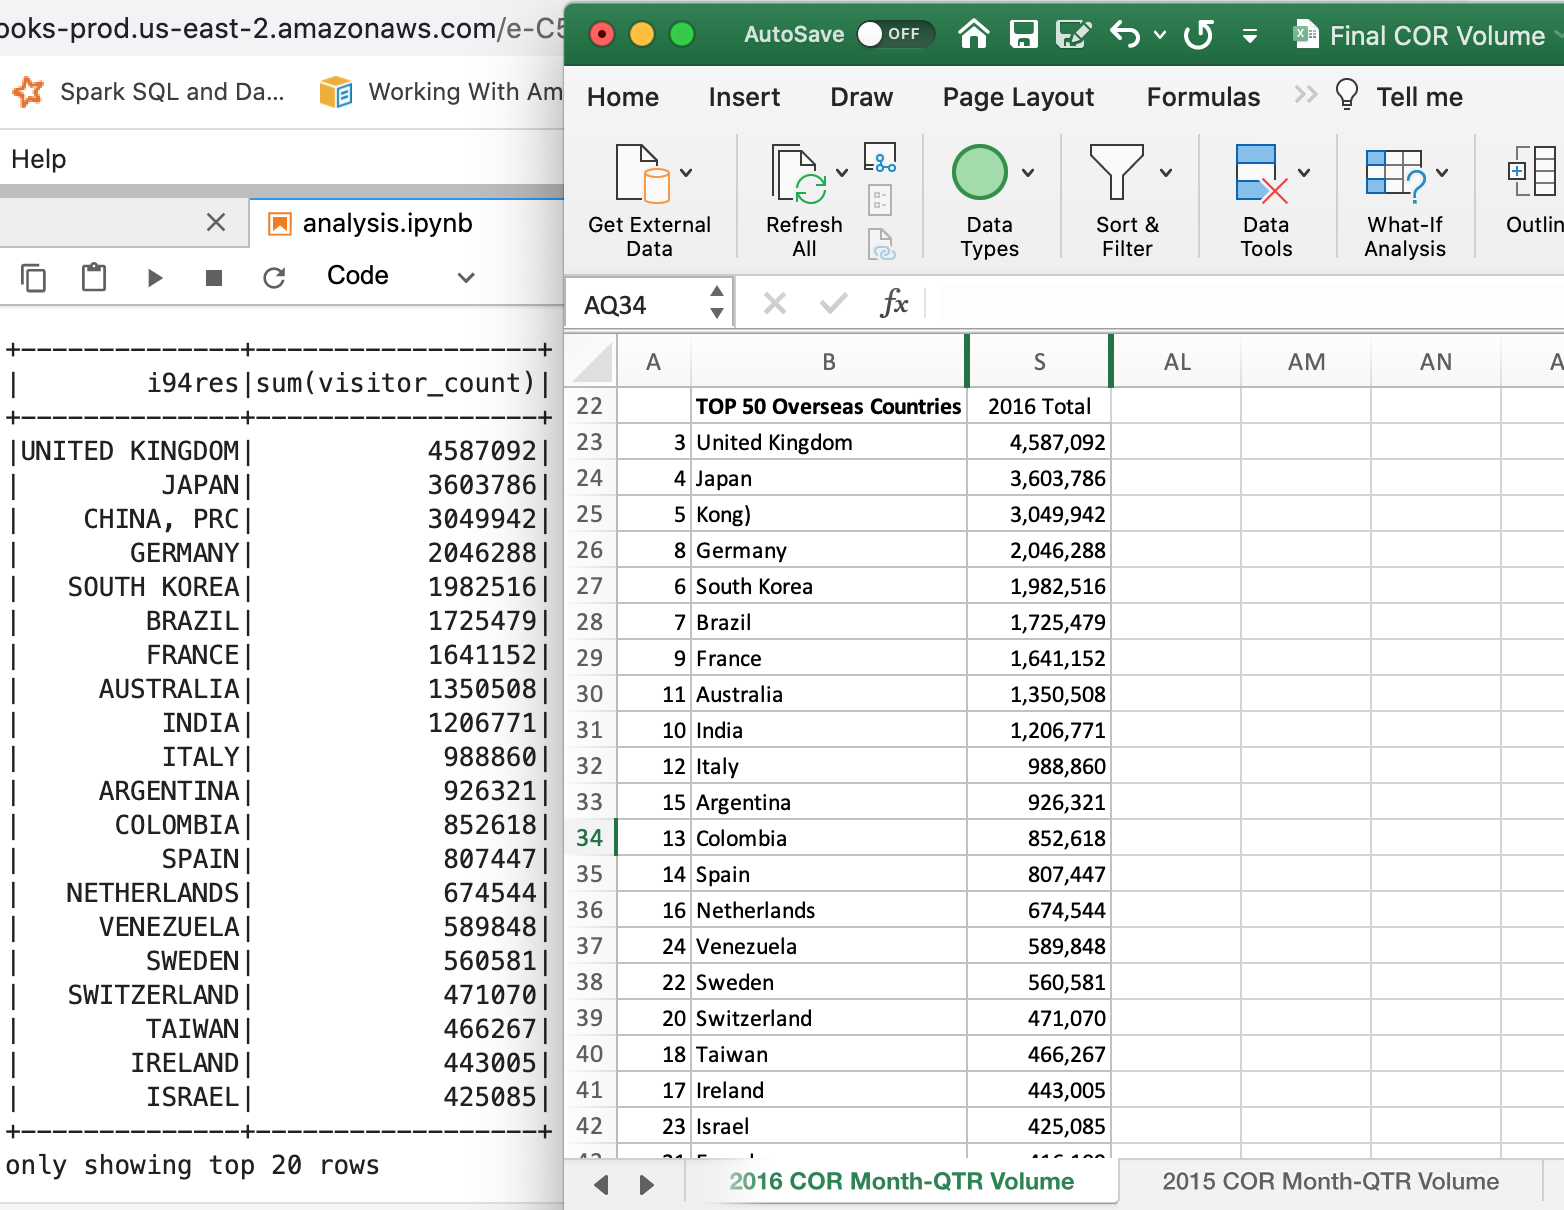 ooks-prod.us-east-2.amazonaws.com/e-C5
Spark SQL and Da... Working With Am
Help
analysis.ipynb
Code
+--------------+------------------+
| i94res|sum(visitor_count)|
+--------------+------------------+
|UNITED KINGDOM| 4587092|
| JAPAN| 3603786|
| CHINA, PRC| 3049942|
| GERMANY| 2046288|
| SOUTH KOREA| 1982516|
| BRAZIL| 1725479|
| FRANCE| 1641152|
| AUSTRALIA| 1350508|
| INDIA| 1206771|
| ITALY| 988860|
| ARGENTINA| 926321|
| COLOMBIA| 852618|
| SPAIN| 807447|
| NETHERLANDS| 674544|
| VENEZUELA| 589848|
| SWEDEN| 560581|
| SWITZERLAND| 471070|
| TAIWAN| 466267|
| IRELAND| 443005|
| ISRAEL| 425085|
+--------------+------------------+
only showing top 20 rows
AutoSave OFF Final COR Volume
Home Insert Draw Page Layout Formulas Tell me
Get External Data
Refresh All
Data Types
Sort & Filter
Data Tools
What-If Analysis
Outlin
AQ34 fx
A B S AL AM AN A
22 TOP 50 Overseas Countries 2016 Total
23 3 United Kingdom 4,587,092
24 4 Japan 3,603,786
25 5 Kong) 3,049,942
26 8 Germany 2,046,288
27 6 South Korea 1,982,516
28 7 Brazil 1,725,479
29 9 France 1,641,152
30 11 Australia 1,350,508
31 10 India 1,206,771
32 12 Italy 988,860
33 15 Argentina 926,321
34 13 Colombia 852,618
35 14 Spain 807,447
36 16 Netherlands 674,544
37 24 Venezuela 589,848
38 22 Sweden 560,581
39 20 Switzerland 471,070
40 18 Taiwan 466,267
41 17 Ireland 443,005
42 23 Israel 425,085
2016 COR Month-QTR Volume 2015 COR Month-QTR Volume